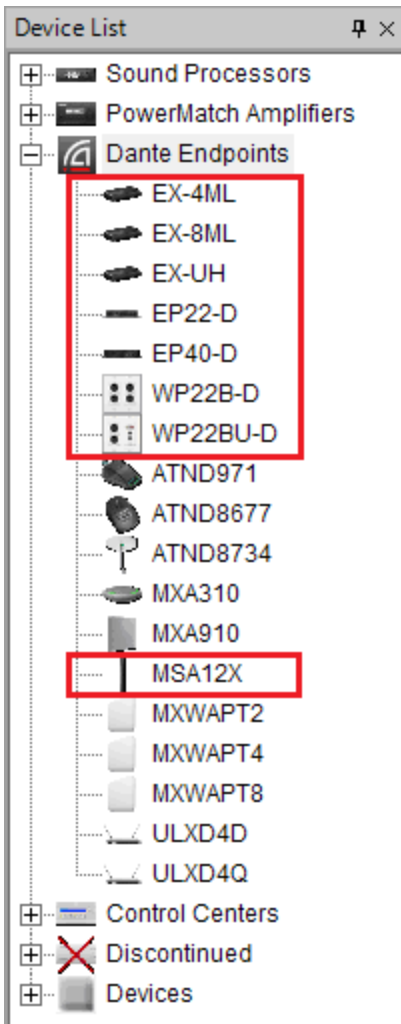 Device List
Sound Processors
PowerMatch Amplifiers
Dante Endpoints
EX-4ML
EX-8ML
EX-UH
EP22-D
EP40-D
WP22B-D
WP22BU-D
ATND971
ATND8677
ATND8734
MXA310
MXA910
MSA12X
MXWAPT2
MXWAPT4
MXWAPT8
ULXD4D
ULXD4Q
Control Centers
Discontinued
Devices